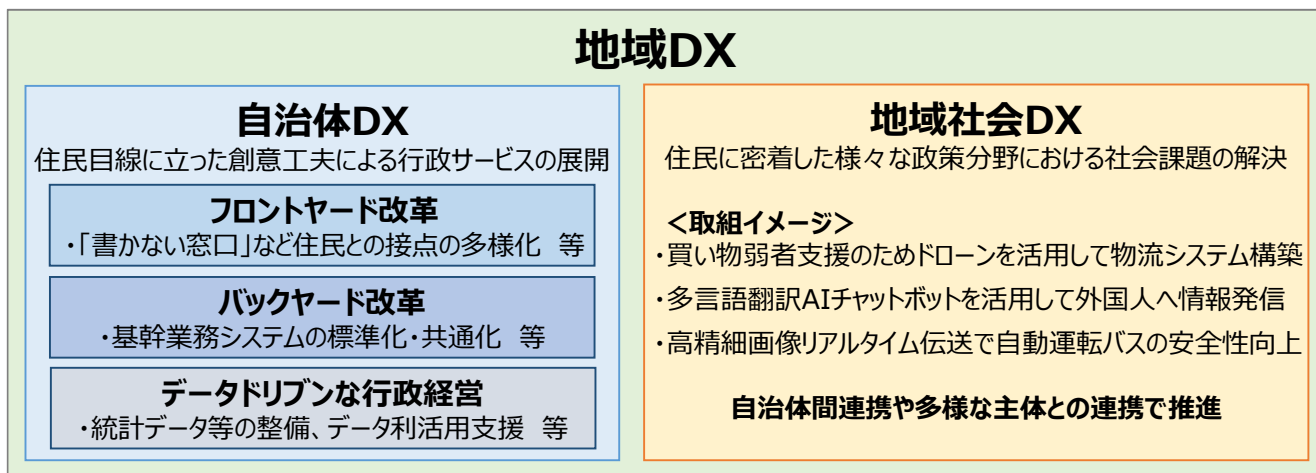 地域DX
自治体DX
住民目線に立った創意工夫による行政サービスの展開
フロントヤード改革
・「書かない窓口」など住民との接点の多様化　等
バックヤード改革
・基幹業務システムの標準化・共通化　等
データドリブンな行政経営
・統計データ等の整備、データ利活用支援　等
地域社会DX
住民に密着した様々な政策分野における社会課題の解決
＜取組イメージ＞
・買い物弱者支援のためドローンを活用して物流システム構築
・多言語翻訳AIチャットボットを活用して外国人へ情報発信
・高精細画像リアルタイム伝送で自動運転バスの安全性向上
自治体間連携や多様な主体との連携で推進